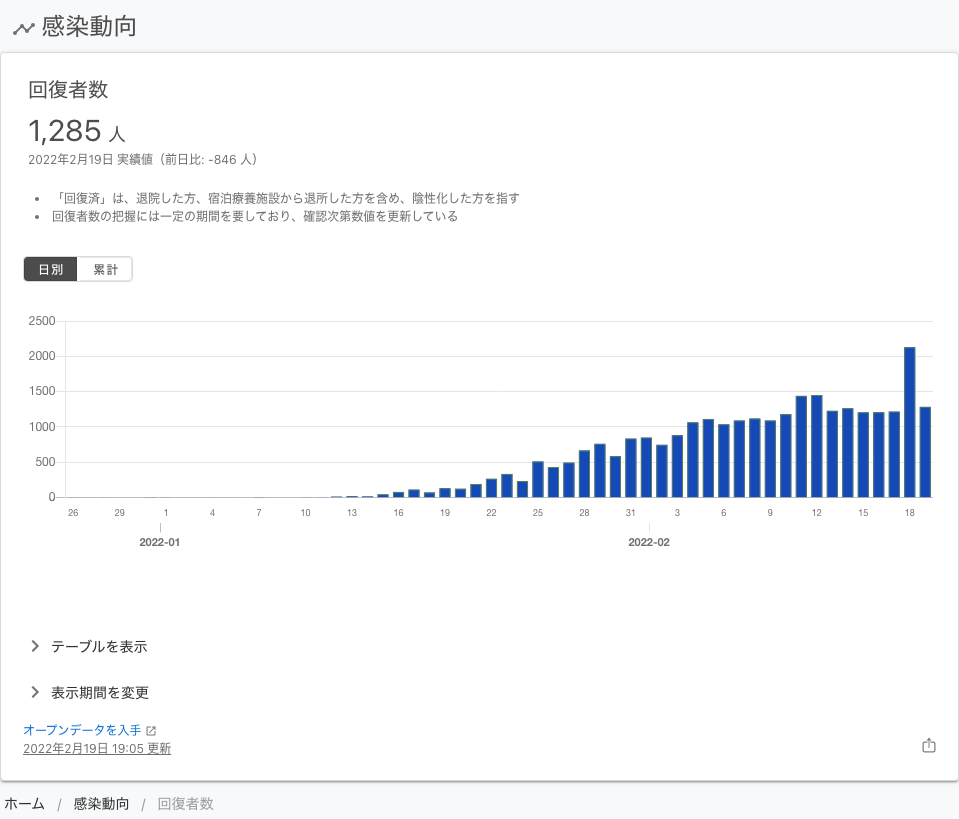 感染動向
回復者数
1,285 人
2022年2月19日 実績値（前日比: -846 人）
• 「回復済」は、退院した方、宿泊療養施設から退所した方を含め、陰性化した方を指す
• 回復者数の把握には一定の期間を要しており、確認次第数値を更新している
日別 累計
2500
2000
1500
1000
500
0
26 29 1 4 7 10 13 16 19 22 25 28 31 3 6 9 12 15 18
2022-01 2022-02
テーブルを表示
表示期間を変更
オープンデータを入手
2022年2月19日 19:05 更新
ホーム / 感染動向 / 回復者数